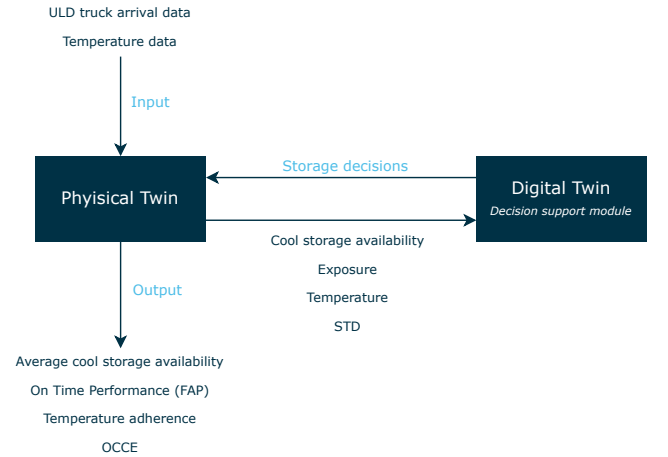 ULD truck arrival data
Temperature data
Input
Storage decisions
Phyisical Twin
Digital Twin
Decision support module
Cool storage availability
Exposure
Temperature
STD
Output
Average cool storage availability
On Time Performance (FAP)
Temperature adherence
OCCE